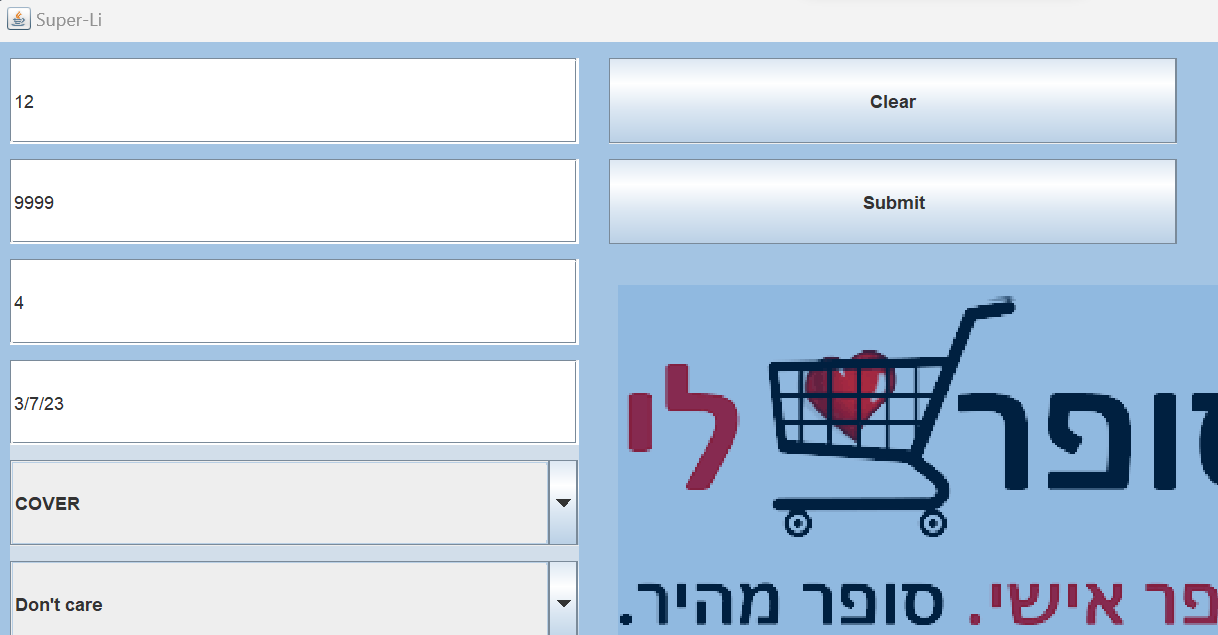 Super-Li
12
Clear
9999
Submit
4
3/7/23
COVER
Don't care
סופר לי
פר אישי. סופר מהיר.